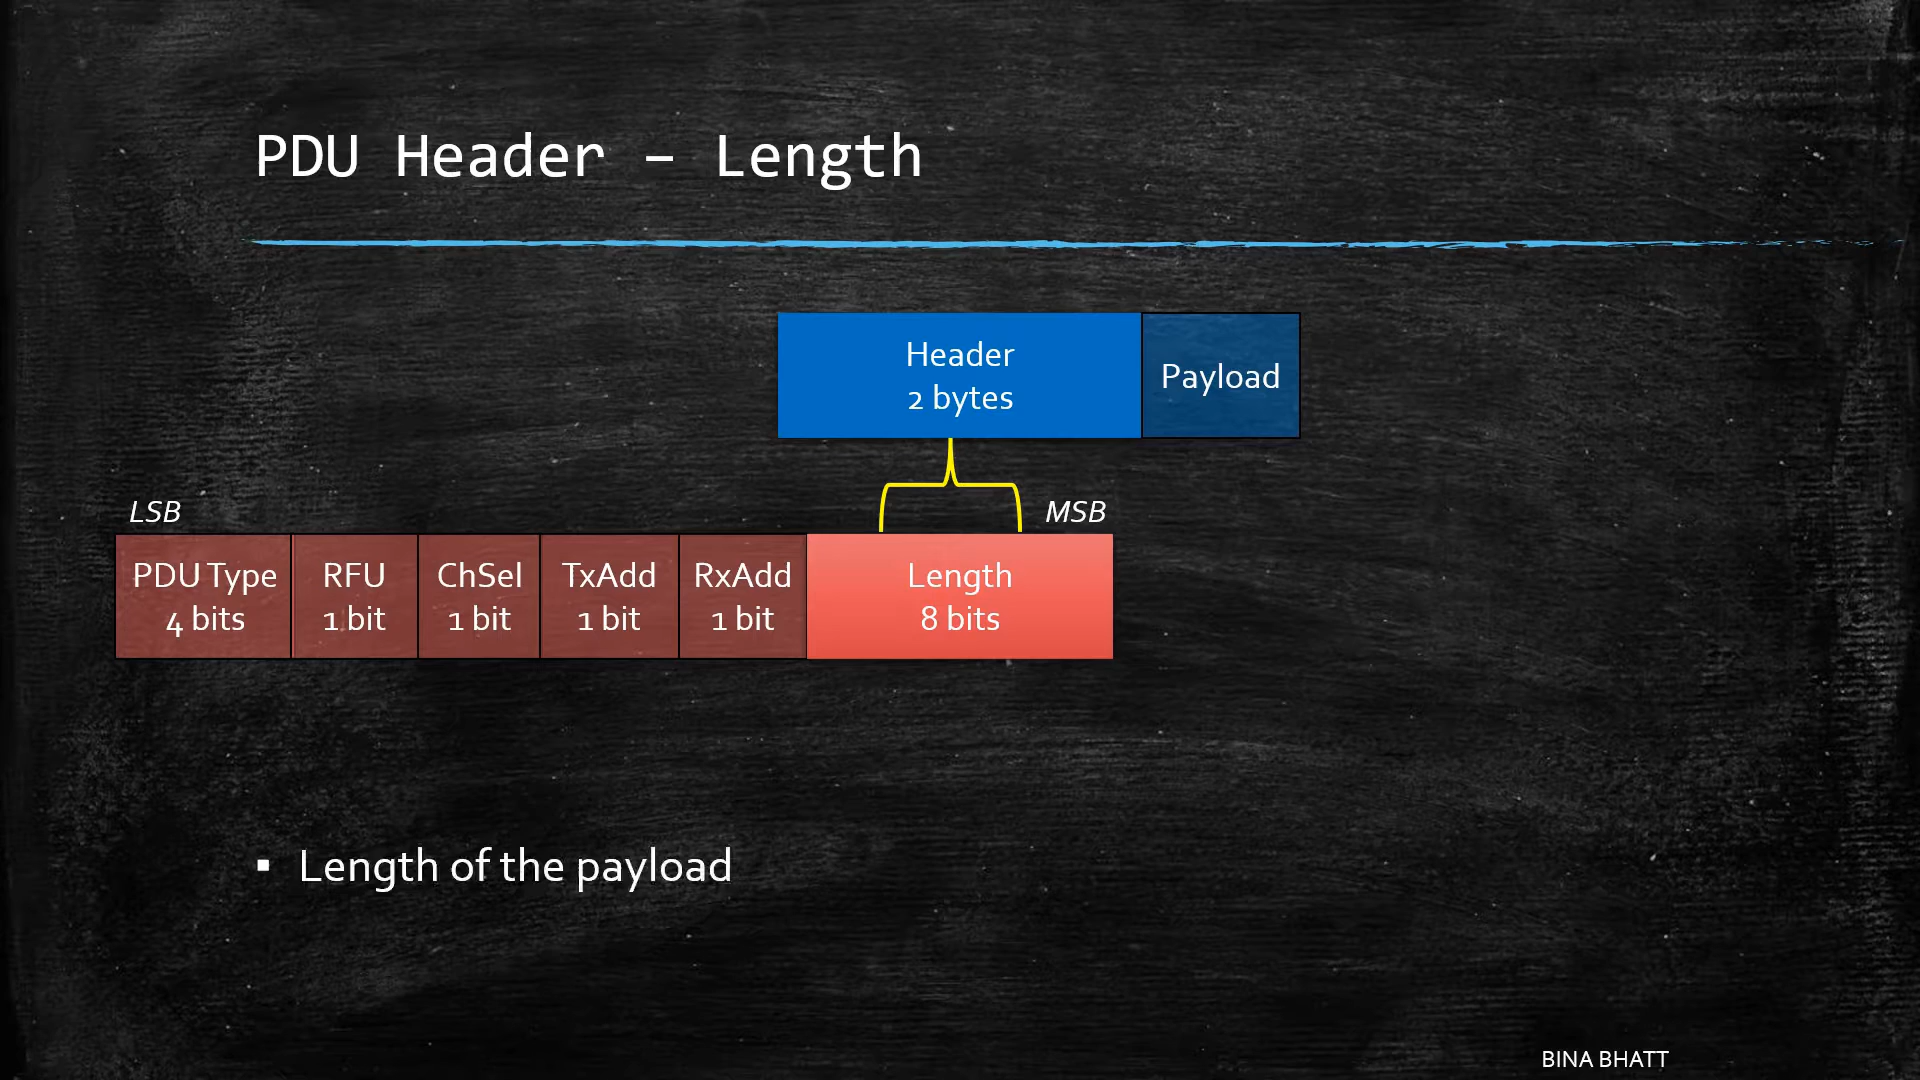 PDU Header – Length
Header
2 bytes
Payload
LSB
MSB
PDU Type
4 bits
RFU
1 bit
ChSel
1 bit
TxAdd
1 bit
RxAdd
1 bit
Length
8 bits
▪ Length of the payload
BINA BHATT